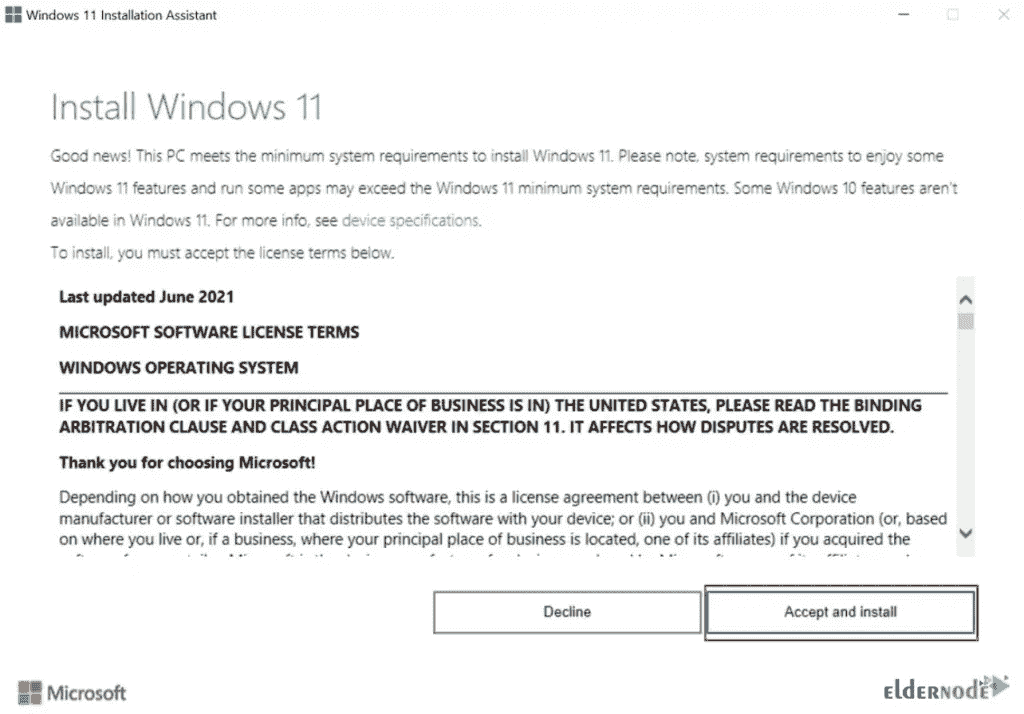 Windows 11 Installation Assistant
Install Windows 11
Good news! This PC meets the minimum system requirements to install Windows 11. Please note, system requirements to enjoy some
Windows 11 features and run some apps may exceed the Windows 11 minimum system requirements. Some Windows 10 features aren't
available in Windows 11. For more info, see device specifications.
To install, you must accept the license terms below.
Last updated June 2021
MICROSOFT SOFTWARE LICENSE TERMS
WINDOWS OPERATING SYSTEM
IF YOU LIVE IN (OR IF YOUR PRINCIPAL PLACE OF BUSINESS IS IN) THE UNITED STATES, PLEASE READ THE BINDING
ARBITRATION CLAUSE AND CLASS ACTION WAIVER IN SECTION 11. IT AFFECTS HOW DISPUTES ARE RESOLVED.
Thank you for choosing Microsoft!
Depending on how you obtained the Windows software, this is a license agreement between (i) you and the device
manufacturer or software installer that distributes the software with your device; or (ii) you and Microsoft Corporation (or, based
on where you live or, if a business, where your principal place of business is located, one of its affiliates) if you acquired the
Decline
Accept and install
Microsoft
eldernode